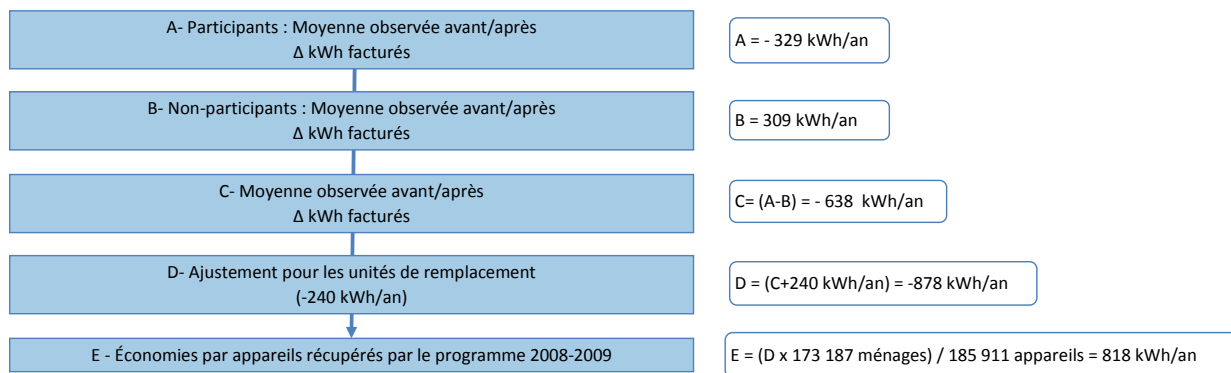 A- Participants : Moyenne observée avant/après
Δ kWh facturés
A = - 329 kWh/an
B- Non-participants : Moyenne observée avant/après
Δ kWh facturés
B = 309 kWh/an
C- Moyenne observée avant/après
Δ kWh facturés
C= (A-B) = - 638 kWh/an
D- Ajustement pour les unités de remplacement
(-240 kWh/an)
D = (C+240 kWh/an) = -878 kWh/an
E - Économies par appareils récupérés par le programme 2008-2009
E = (D x 173 187 ménages) / 185 911 appareils = 818 kWh/an